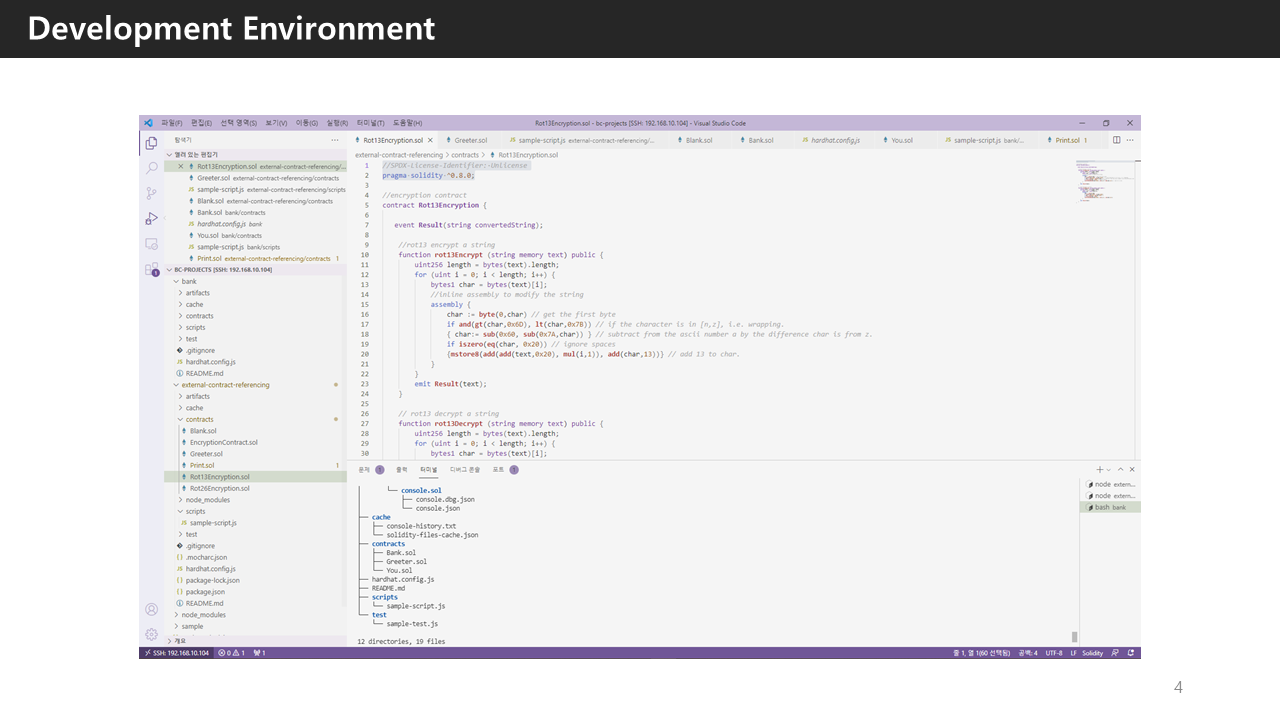 Development Environment
파일(F) 편집(E) 선택 영역(S) 보기(V) 이동(G) 실행(R) 터미널(T) 도움말(H)
Rot13Encryption.sol - bc-projects [SSH: 192.168.10.104] - Visual Studio Code
탐색기
열려 있는 편집기
Rot13Encryption.sol external-contract-referencing/...
Greeter.sol external-contract-referencing/contracts
sample-script.js external-contract-referencing/scripts
Blank.sol external-contract-referencing/contracts
Bank.sol bank/contracts
hardhat.config.js bank
You.sol bank/contracts
sample-script.js bank/scripts
Print.sol external-contract-referencing/contracts 1
BC-PROJECTS [SSH: 192.168.10.104]
bank
artifacts
cache
contracts
scripts
test
.gitignore
hardhat.config.js
README.md
external-contract-referencing
artifacts
cache
contracts
Blank.sol
EncryptionContract.sol
Greeter.sol
Print.sol 1
Rot13Encryption.sol
Rot26Encryption.sol
node_modules
scripts
sample-script.js
test
.gitignore
.mocharc.json
hardhat.config.js
package-lock.json
package.json
README.md
node_modules
sample
개요
Rot13Encryption.sol Greeter.sol sample-script.js external-contract-referencing/... Blank.sol Bank.sol hardhat.config.js You.sol sample-script.js bank/... Print.sol 1
external-contract-referencing > contracts > Rot13Encryption.sol
1 //SPDX-License-Identifier: Unlicense
2 pragma solidity ^0.8.0;
3
4 //encryption contract
5 contract Rot13Encryption {
6
7 event Result(string convertedString);
8
9 //rot13 encrypt a string
10 function rot13Encrypt (string memory text) public {
11 uint256 length = bytes(text).length;
12 for (uint i = 0; i < length; i++) {
13 bytes1 char = bytes(text)[i];
14 //inline assembly to modify the string
15 assembly {
16 char := byte(0,char) // get the first byte
17 if and(gt(char,0x6D), lt(char,0x7B)) // if the character is in [n,z], i.e. wrapping.
18 { char:= sub(0x60, sub(0x7A,char)) } // subtract from the ascii number a by the difference char is from z.
19 if iszero(eq(char, 0x20)) // ignore spaces
20 {mstore8(add(add(text,0x20), mul(i,1)), add(char,13))} // add 13 to char.
21 }
22 }
23 emit Result(text);
24 }
25
26 // rot13 decrypt a string
27 function rot13Decrypt (string memory text) public {
28 uint256 length = bytes(text).length;
29 for (uint i = 0; i < length; i++) {
30 bytes1 char = bytes(text)[i];
문제 1 출력 터미널 디버그 콘솔 포트 1
console.sol
console.dbg.json
console.json
cache
console-history.txt
solidity-files-cache.json
contracts
Bank.sol
Greeter.sol
You.sol
hardhat.config.js
README.md
scripts
sample-script.js
test
sample-test.js
12 directories, 19 files
node extern...
node extern...
bash bank
SSH: 192.168.10.104 0 1 1
줄 1, 열 1(60 선택됨) 공백: 4 UTF-8 LF Solidity
4